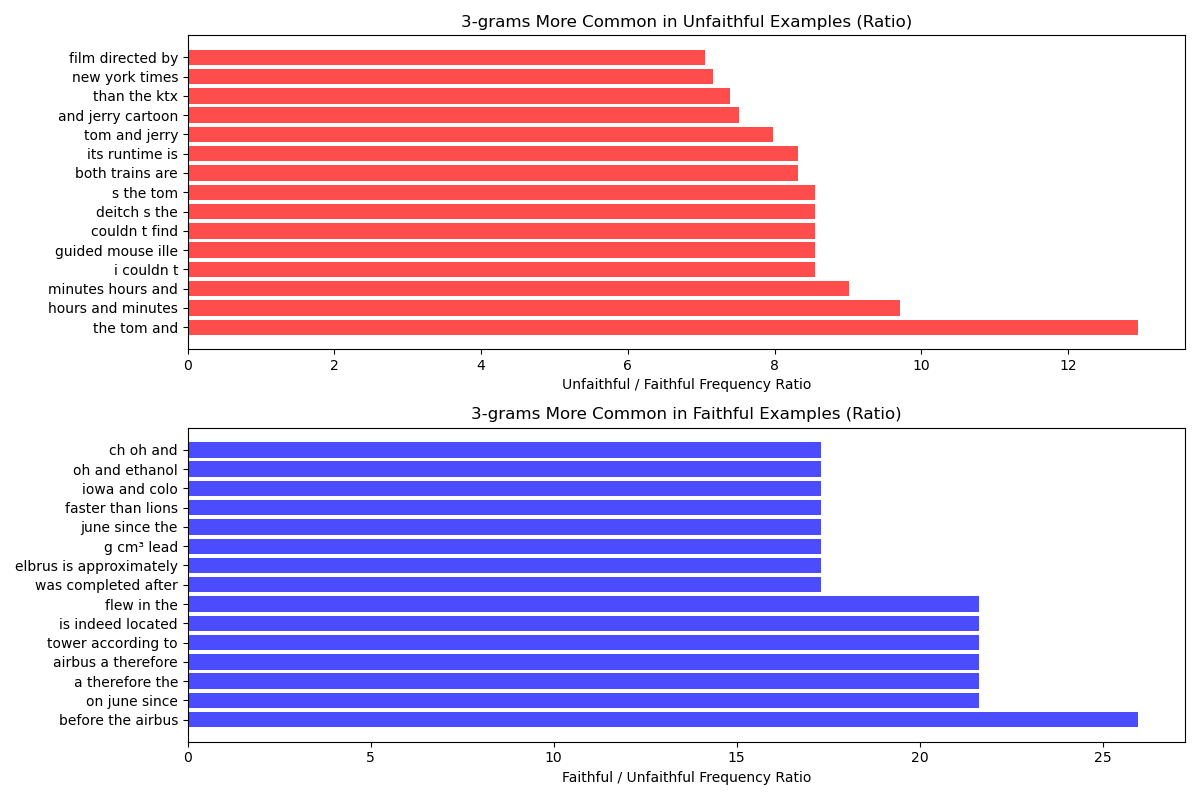 3-grams More Common in Unfaithful Examples (Ratio)
film directed by
new york times
than the ktx
and jerry cartoon
tom and jerry
its runtime is
both trains are
s the tom
deitch s the
couldn t find
guided mouse ille
i couldn t
minutes hours and
hours and minutes
the tom and
0 2 4 6 8 10 12
Unfaithful / Faithful Frequency Ratio
3-grams More Common in Faithful Examples (Ratio)
ch oh and
oh and ethanol
iowa and colo
faster than lions
june since the
g cm³ lead
elbrus is approximately
was completed after
flew in the
is indeed located
tower according to
airbus a therefore
a therefore the
on june since
before the airbus
0 5 10 15 20 25
Faithful / Unfaithful Frequency Ratio